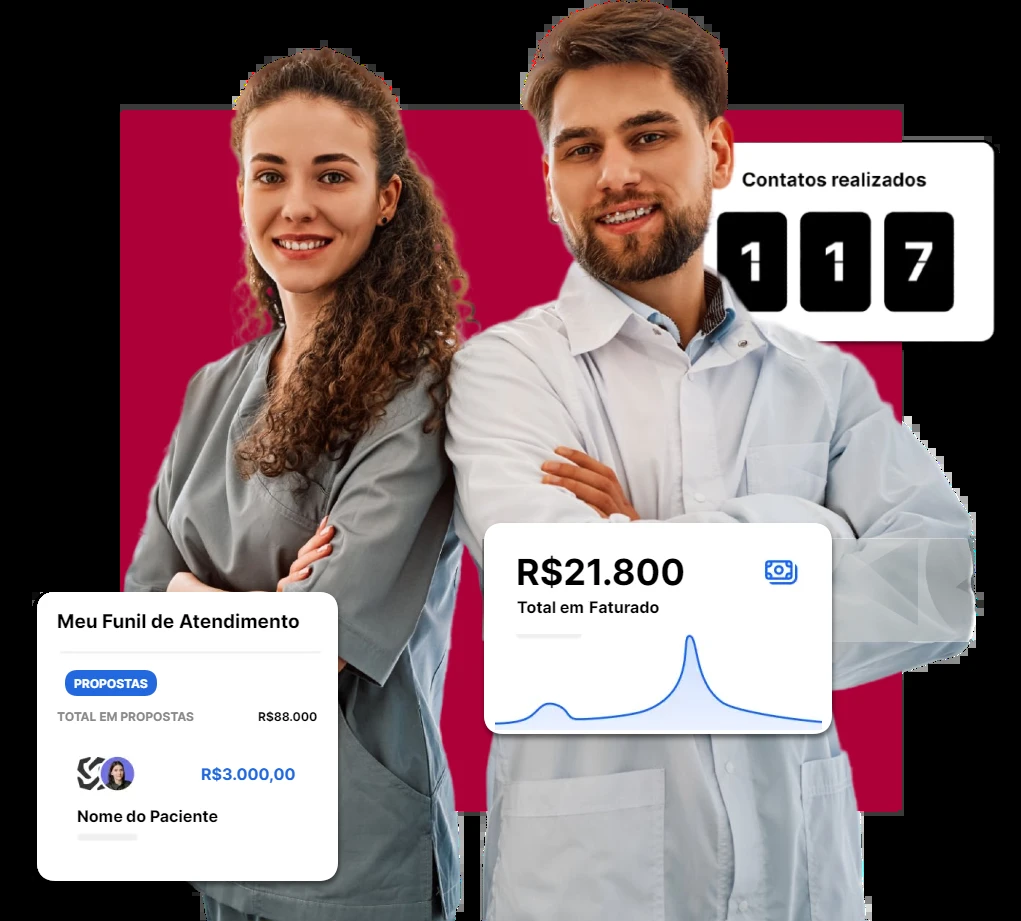 Contatos realizados
1 1 7
R$21.800
Total em Faturado
Meu Funil de Atendimento
PROPOSTAS
TOTAL EM PROPOSTAS R$88.000
R$3.000,00
Nome do Paciente